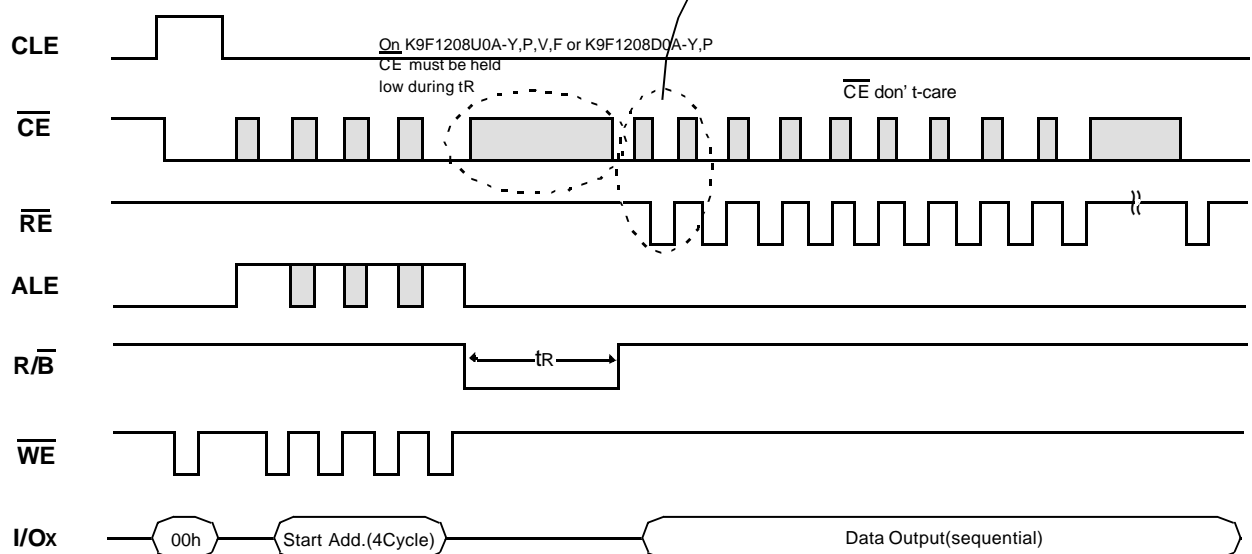 CLE
On K9F1208U0A-Y,P,V,F or K9F1208D0A-Y,P
CE must be held
low during tR
CE don' t-care
CE
RE
ALE
R/B
tR
WE
I/Ox
00h
Start Add.(4Cycle)
Data Output(sequential)